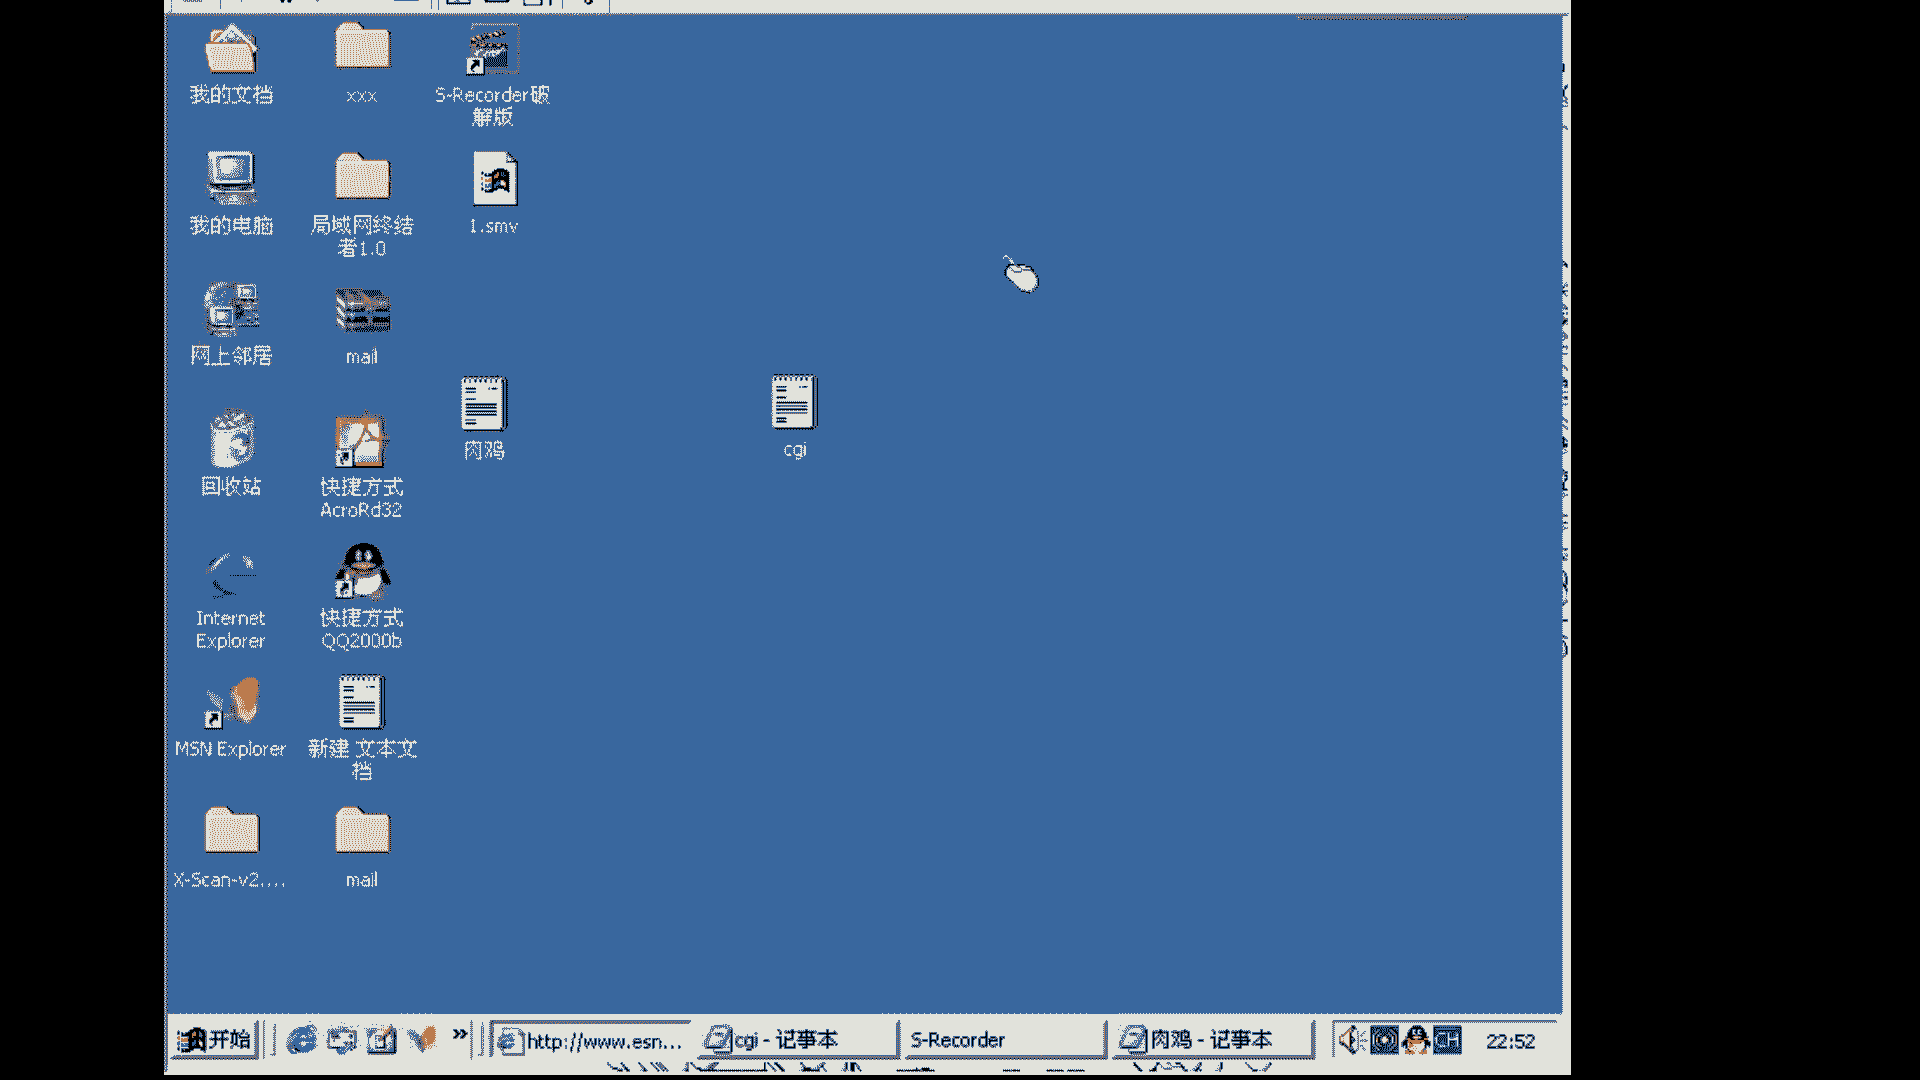 我的文档
xxx
S-Recorder破
解版
我的电脑
局域网终结
者1.0
1.smv
网上邻居
mail
肉鸡
cgi
回收站
快捷方式
AcroRd32
Internet
Explorer
快捷方式
QQ2000b
MSN Explorer
新建 文本文
档
X-Scan-v2....
mail
开始
»
http://www.esn...
cgi - 记事本
S-Recorder
肉鸡 - 记事本
CH
22:52